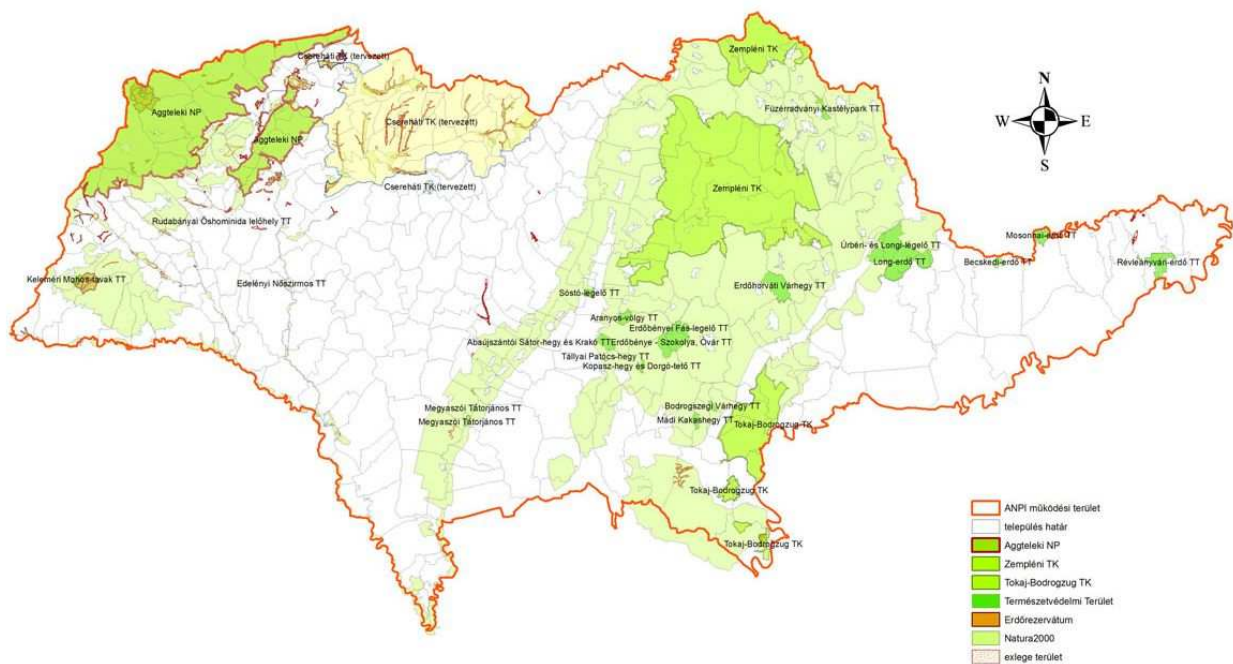 Cserehát TK (tervezett)
Zempléni TK
N
Aggteleki NP
Füzérradványi Kastélypark TT
W
E
Cserehát TK (tervezett)
S
Aggteleki NP
Cserehát TK (tervezett)
Zempléni TK
Rudabányai Őshominida lelőhely TT
Mosonnai-erdő TT
Úrbéri- és Longi-legelő TT
Long-erdő TT
Becskedi-erdő TT
Révleányvári-erdő TT
Keleméri Mohos-tavak TT
Edelényi Nőszirmos TT
Erdőhorváti Várhegy TT
Sóstó-legelő TT
Aranyos-völgy TT
Erdőbényei Fás-legelő TT
Abaújszántói Sátor-hegy és Krakó TT
Erdőbénye - Szokolya, Óvár TT
Tállyai Patócs-hegy TT
Kopasz-hegy és Dorgó-tető TT
Megyaszói Tátorjános TT
Bodrogszegi Várhegy TT
Megyaszói Tátorjános TT
Mádi Kakashegy TT
Tokaj-Bodrogzug TK
Tokaj-Bodrogzug TK
Tokaj-Bodrogzug TK
ANPI működési terület
település határ
Aggteleki NP
Zempléni TK
Tokaj-Bodrogzug TK
Természetvédelmi Terület
Erdőrezervátum
Natura2000
exlege terület